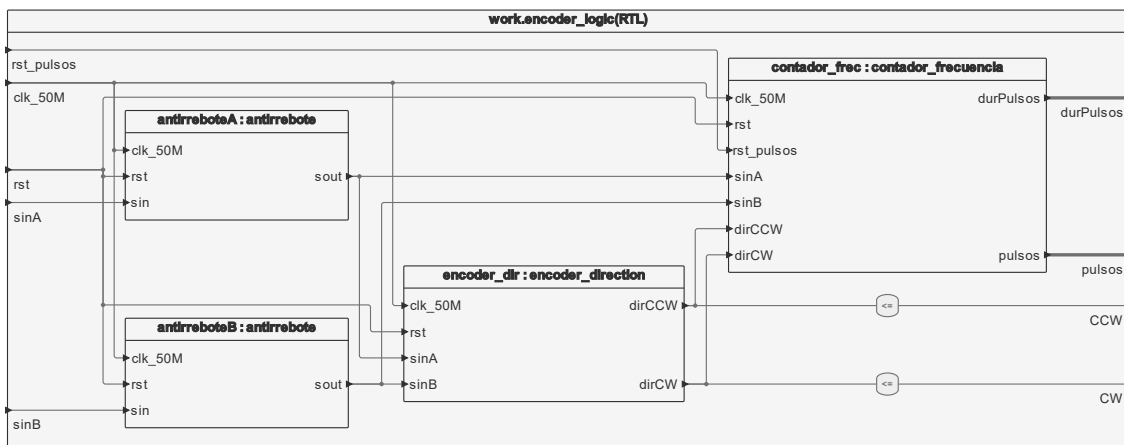 work.encoder_logic(RTL)
rst_pulsos
clk_50M
rst
sinA
sinB
antirreboteA : antirrebote
clk_50M
rst
sin
sout
antirreboteB : antirrebote
clk_50M
rst
sin
sout
encoder_dir : encoder_direction
clk_50M
rst
sinA
sinB
dirCCW
dirCW
contador_frec : contador_frecuencia
clk_50M
rst
rst_pulsos
sinA
sinB
dirCCW
dirCW
durPulsos
pulsos
durPulsos
pulsos
<=
CCW
<=
CW